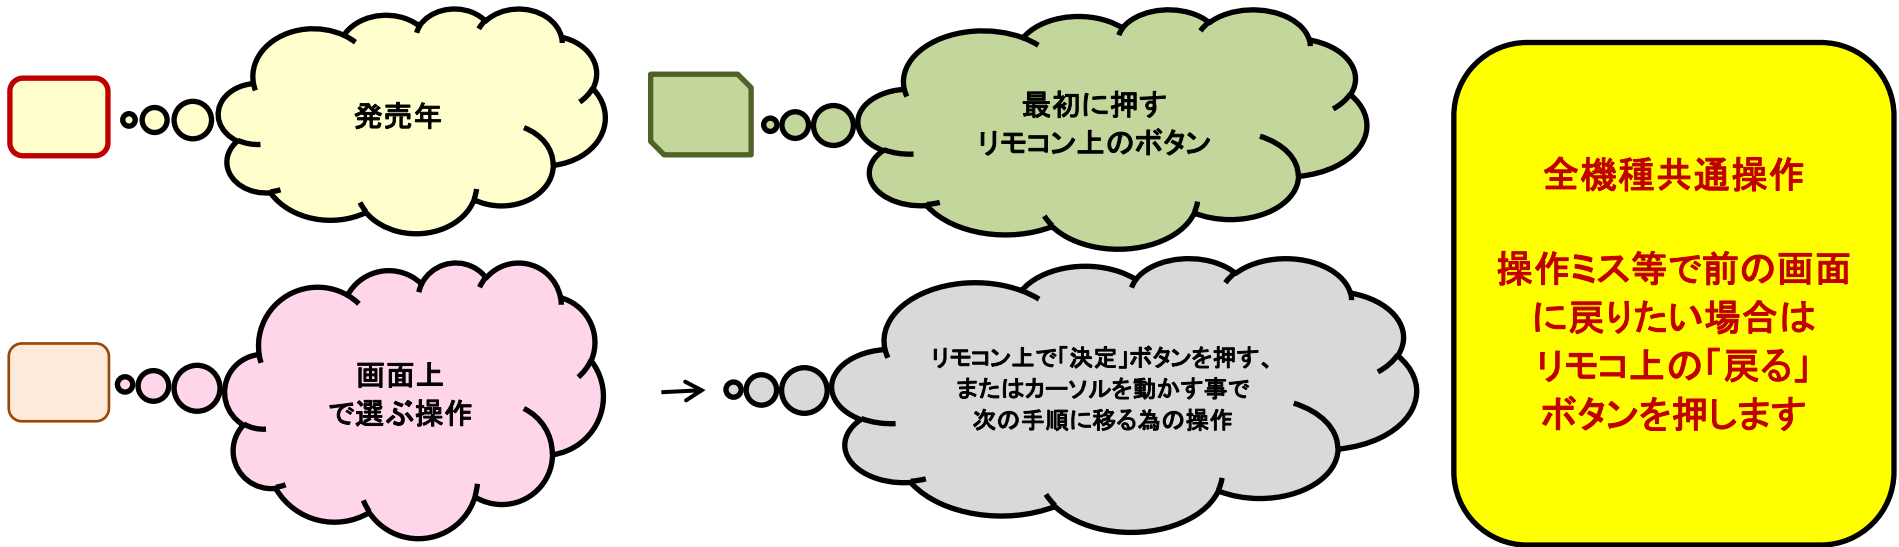 発売年
最初に押す
リモコン上のボタン
画面上
で選ぶ操作
→
リモコン上で「決定」ボタンを押す、
またはカーソルを動かす事で
次の手順に移る為の操作
全機種共通操作
操作ミス等で前の画面
に戻りたい場合は
リモコ上の「戻る」
ボタンを押します